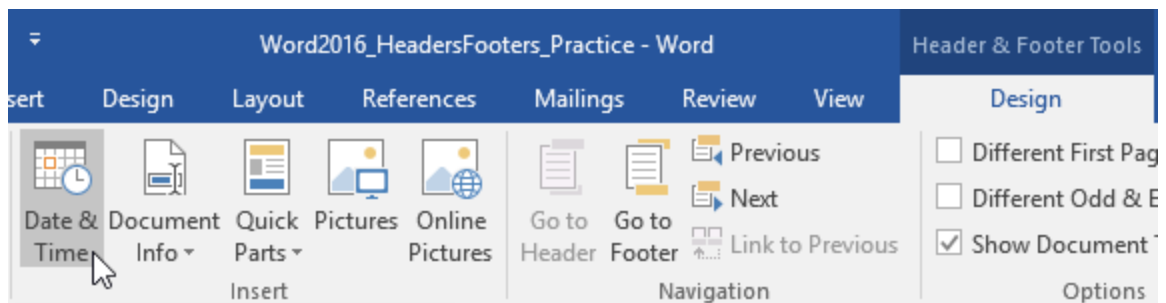 Word2016_HeadersFooters_Practice - Word
Header & Footer Tools
sert Design Layout References Mailings Review View Design
Date & Time
Document Info
Quick Parts
Pictures
Online Pictures
Insert
Go to Header
Go to Footer
Previous
Next
Link to Previous
Navigation
Different First Pag
Different Odd & E
Show Document T
Options